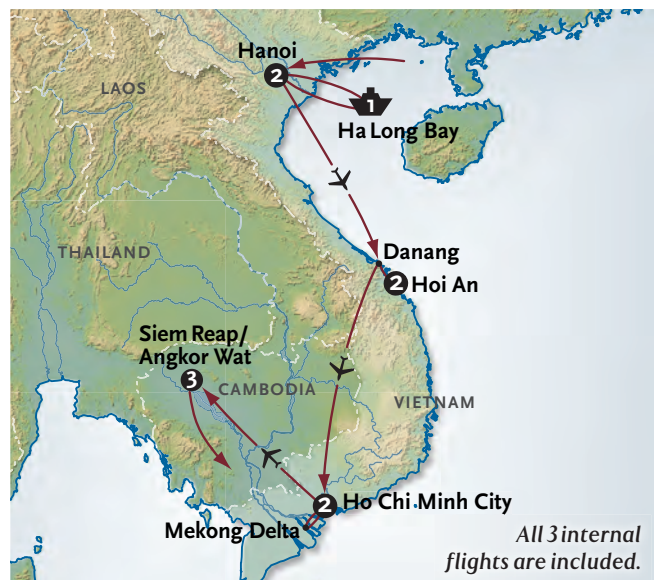 Hanoi
2
LAOS
1
Ha Long Bay
THAILAND
Danang
2
Hoi An
Siem Reap/
Angkor Wat
3
CAMBODIA
VIETNAM
2
Ho Chi Minh City
Mekong Delta
All 3 internal
flights are included.